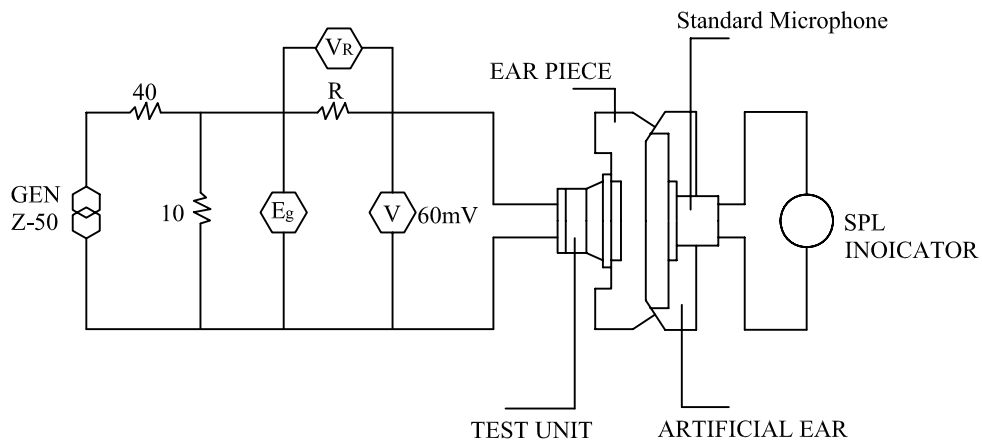 Standard Microphone
VR
EAR PIECE
40
R
GEN
Z-50
10
Eg
V
60mV
SPL
INOICATOR
TEST UNIT
ARTIFICIAL EAR